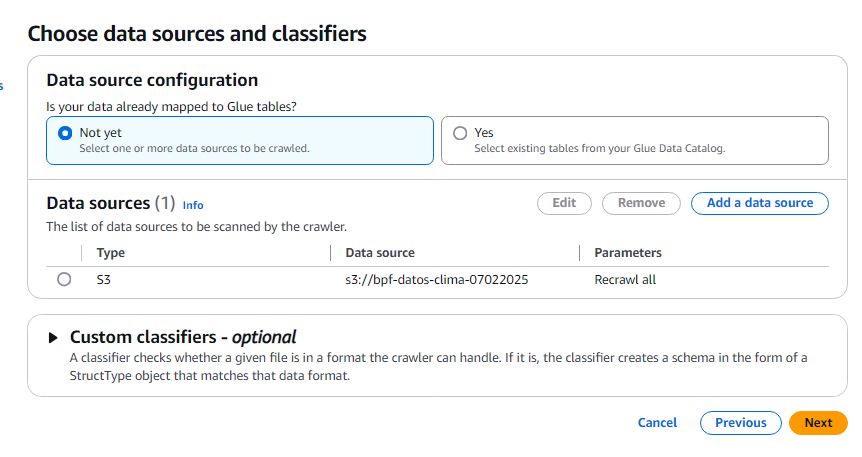 Choose data sources and classifiers
s
Data source configuration
Is your data already mapped to Glue tables?
Not yet
Select one or more data sources to be crawled.
Yes
Select existing tables from your Glue Data Catalog.
Data sources (1) Info
Edit
Remove
Add a data source
The list of data sources to be scanned by the crawler.
Type
Data source
Parameters
S3
s3://bpf-datos-clima-07022025
Recrawl all
Custom classifiers - optional
A classifier checks whether a given file is in a format the crawler can handle. If it is, the classifier creates a schema in the form of a
StructType object that matches that data format.
Cancel
Previous
Next